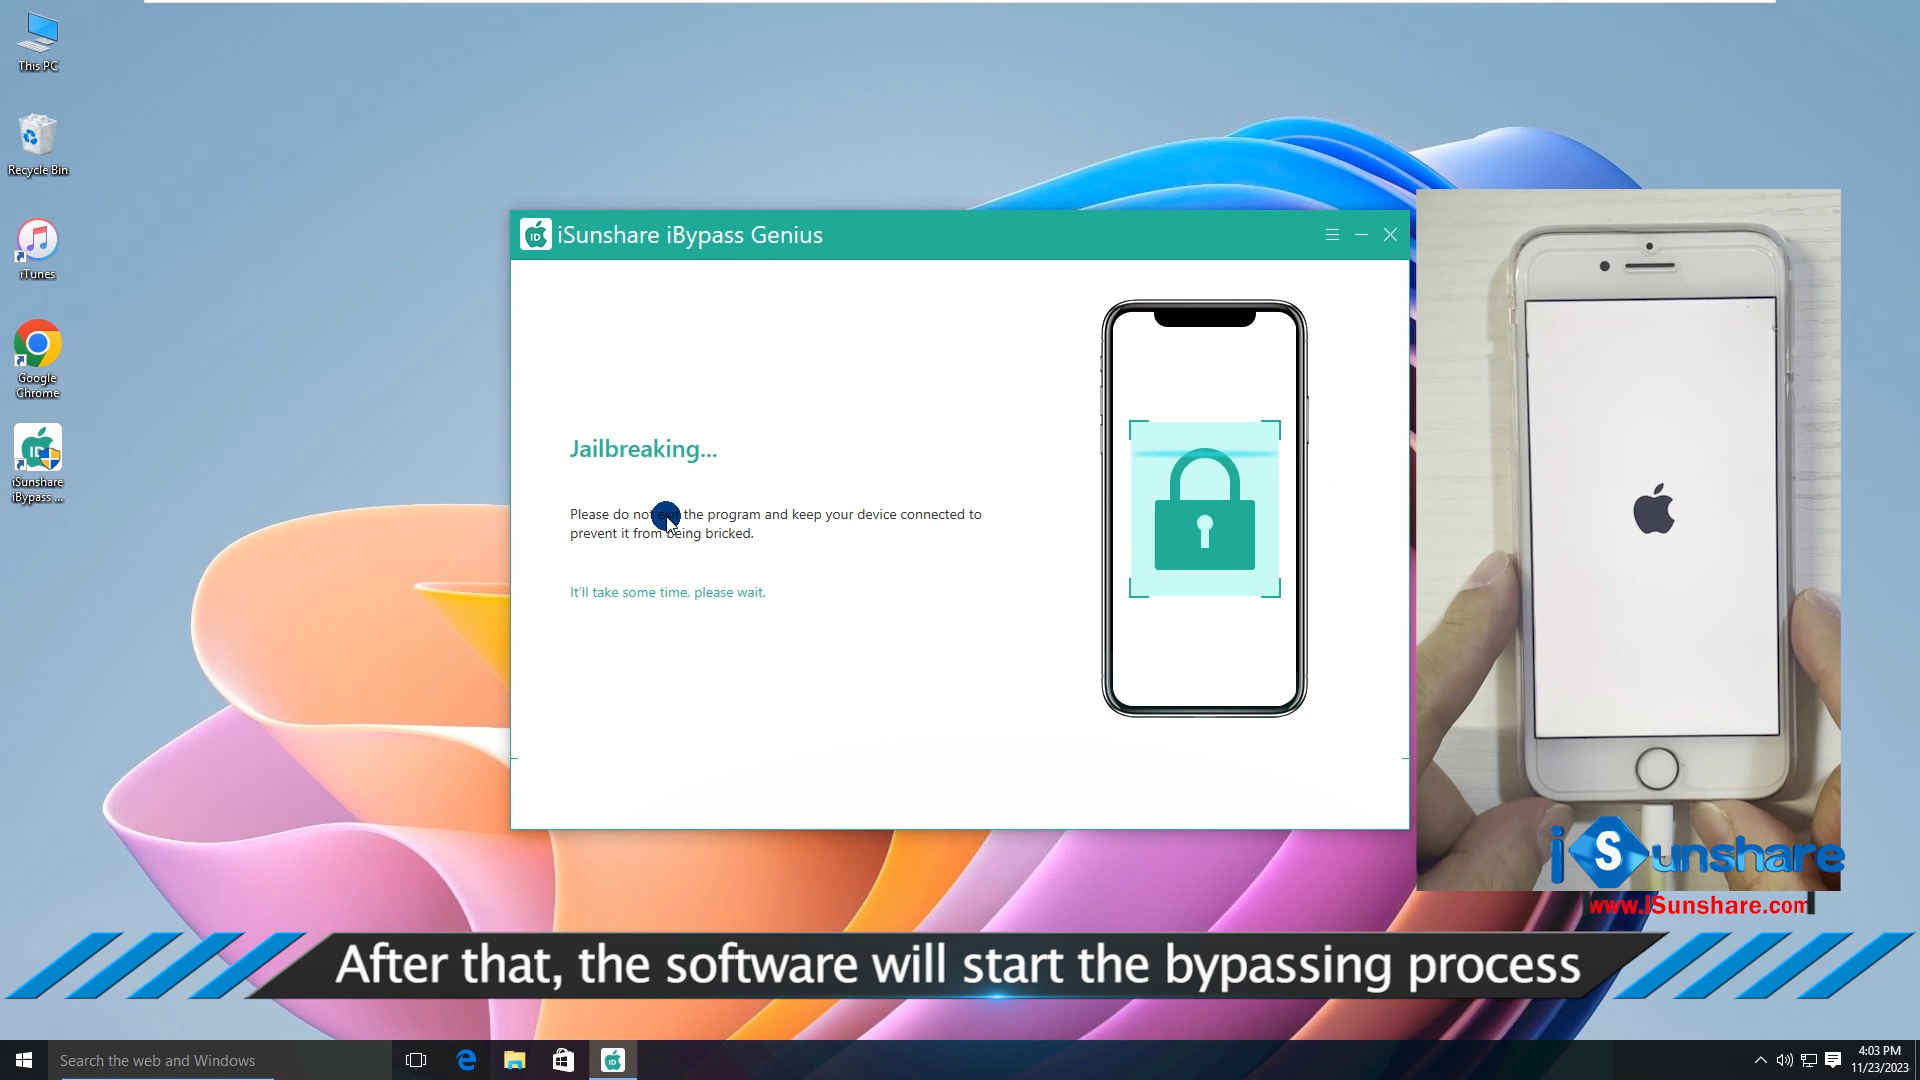 This PC
Recycle Bin
iTunes
Google
Chrome
iSunshare
iBypass ...
iSunshare iBypass Genius
Jailbreaking...
Please do not exit the program and keep your device connected to
prevent it from being bricked.
It'll take some time, please wait.
iSunshare
www.iSunshare.com
After that, the software will start the bypassing process
Search the web and Windows
4:03 PM
11/23/2023